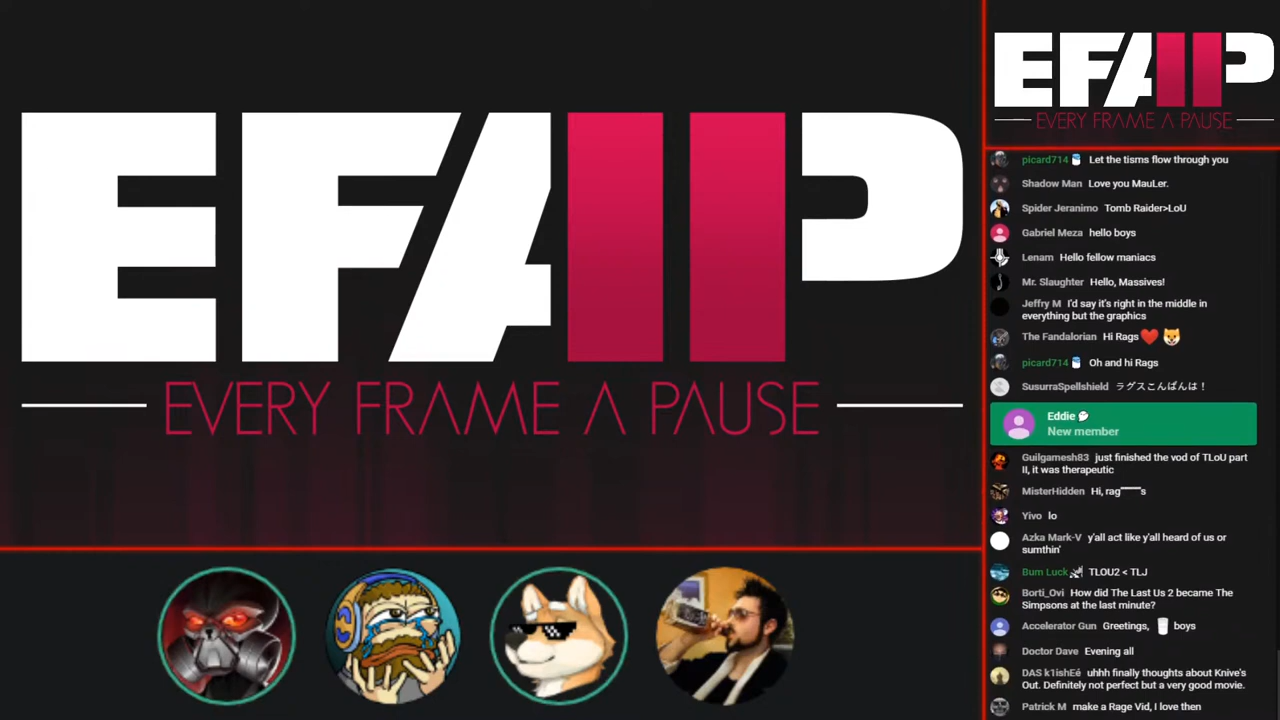 EFAP
EVERY FRAME A PAUSE
EFAP
EVERY FRAME A PAUSE
picard714 Let the tisms flow through you
Shadow Man Love you MauLer.
Spider Jeranimo Tomb Raider>LoU
Gabriel Meza hello boys
Lenam Hello fellow maniacs
Mr. Slaughter Hello, Massives!
Jeffry M I'd say it's right in the middle in
everything but the graphics
The Fandalorian Hi Rags
picard714 Oh and hi Rags
SusurraSpellshield ラグスこんばんは！
Eddie
New member
Guilgamesh83 just finished the vod of TLoU part
II, it was therapeutic
MisterHidden Hi, rag s
Yivo lo
Azka Mark-V y'all act like y'all heard of us or
sumthin'
Bum Luck TLOU2 < TLJ
Borti_Ovi How did The Last Us 2 became The
Simpsons at the last minute?
Accelerator Gun Greetings, boys
Doctor Dave Evening all
DAS k1ishEé uhhh finally thoughts about Knive's
Out. Definitely not perfect but a very good movie.
Patrick M make a Rage Vid, I love then